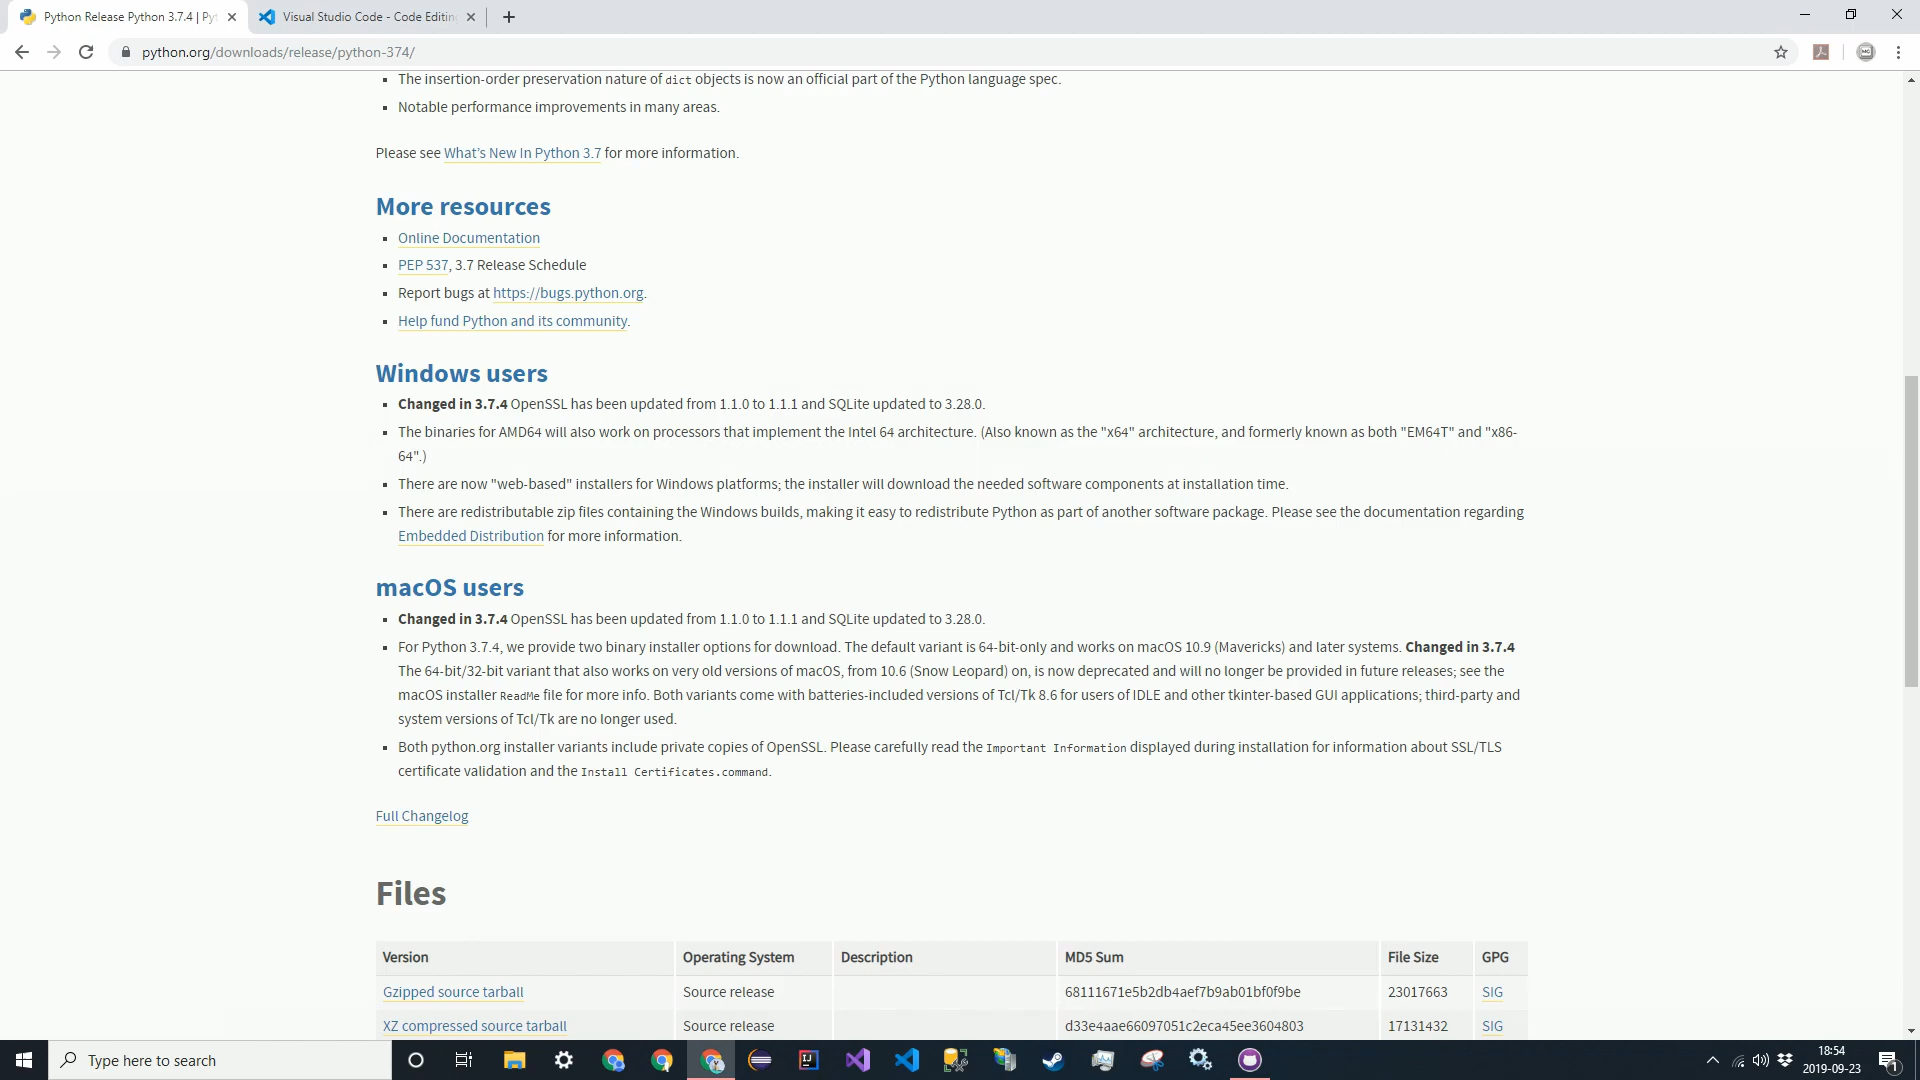 Python Release Python 3.7.4 | Pyt
Visual Studio Code - Code Editing
python.org/downloads/release/python-374/
The insertion-order preservation nature of dict objects is now an official part of the Python language spec.
Notable performance improvements in many areas.
Please see What's New In Python 3.7 for more information.
More resources
Online Documentation
PEP 537, 3.7 Release Schedule
Report bugs at https://bugs.python.org.
Help fund Python and its community.
Windows users
Changed in 3.7.4 OpenSSL has been updated from 1.1.0 to 1.1.1 and SQLite updated to 3.28.0.
The binaries for AMD64 will also work on processors that implement the Intel 64 architecture. (Also known as the "x64" architecture, and formerly known as both "EM64T" and "x86-
64".)
There are now "web-based" installers for Windows platforms; the installer will download the needed software components at installation time.
There are redistributable zip files containing the Windows builds, making it easy to redistribute Python as part of another software package. Please see the documentation regarding
Embedded Distribution for more information.
macOS users
Changed in 3.7.4 OpenSSL has been updated from 1.1.0 to 1.1.1 and SQLite updated to 3.28.0.
For Python 3.7.4, we provide two binary installer options for download. The default variant is 64-bit-only and works on macOS 10.9 (Mavericks) and later systems. Changed in 3.7.4
The 64-bit/32-bit variant that also works on very old versions of macOS, from 10.6 (Snow Leopard) on, is now deprecated and will no longer be provided in future releases; see the
macOS installer ReadMe file for more info. Both variants come with batteries-included versions of Tcl/Tk 8.6 for users of IDLE and other tkinter-based GUI applications; third-party and
system versions of Tcl/Tk are no longer used.
Both python.org installer variants include private copies of OpenSSL. Please carefully read the Important Information displayed during installation for information about SSL/TLS
certificate validation and the Install Certificates.command.
Full Changelog
Files
Version Operating System Description MD5 Sum File Size GPG
Gzipped source tarball Source release 68111671e5b2db4aef7b9ab01bf0f9be 23017663 SIG
XZ compressed source tarball Source release d33e4aae66097051c2eca45ee3604803 17131432 SIG
Type here to search
18:54
2019-09-23
1